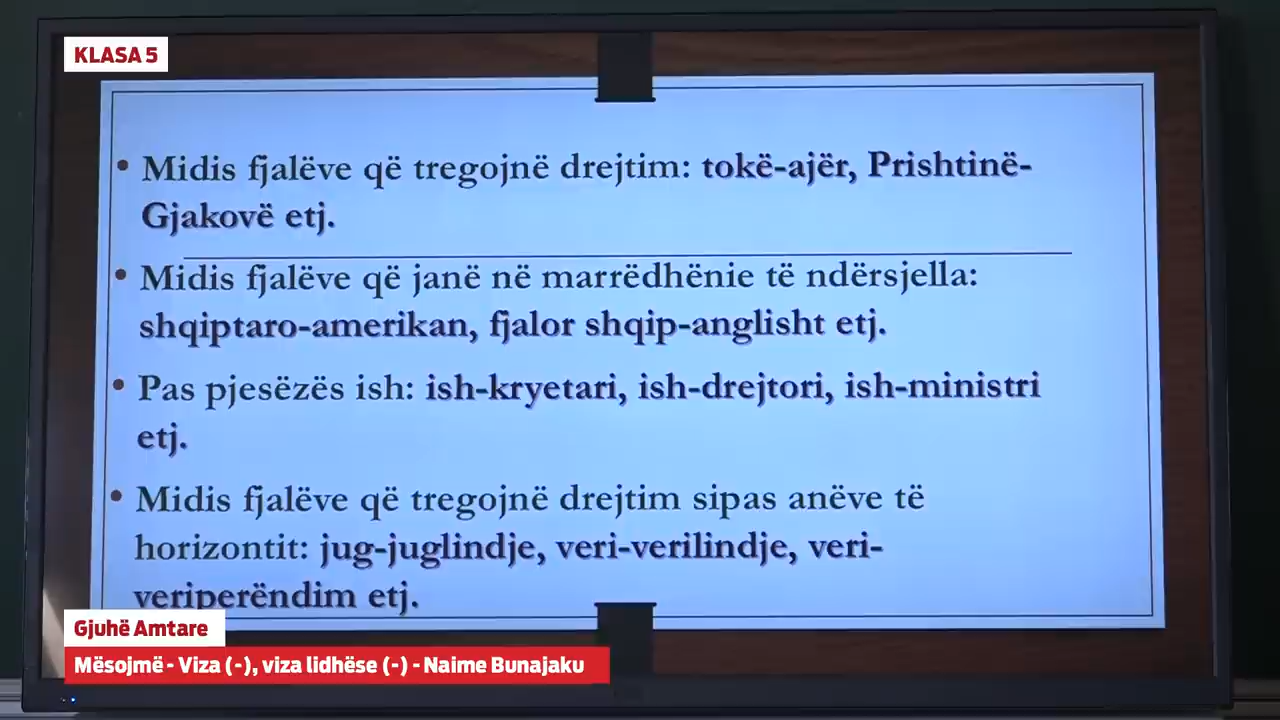 KLASA 5
• Midis fjalëve që tregojnë drejtim: tokë-ajër, Prishtinë-
Gjakovë etj.
• Midis fjalëve që janë në marrëdhënie të ndërsjella:
shqiptaro-amerikan, fjalor shqip-anglisht etj.
• Pas pjesëzës ish: ish-kryetari, ish-drejtori, ish-ministri
etj.
• Midis fjalëve që tregojnë drejtim sipas anëve të
horizontit: jug-juglindje, veri-verilindje, veri-
veriperëndim etj.
Gjuhë Amtare
Mësojmë - Viza (-), viza lidhëse (-) - Naime Bunajaku